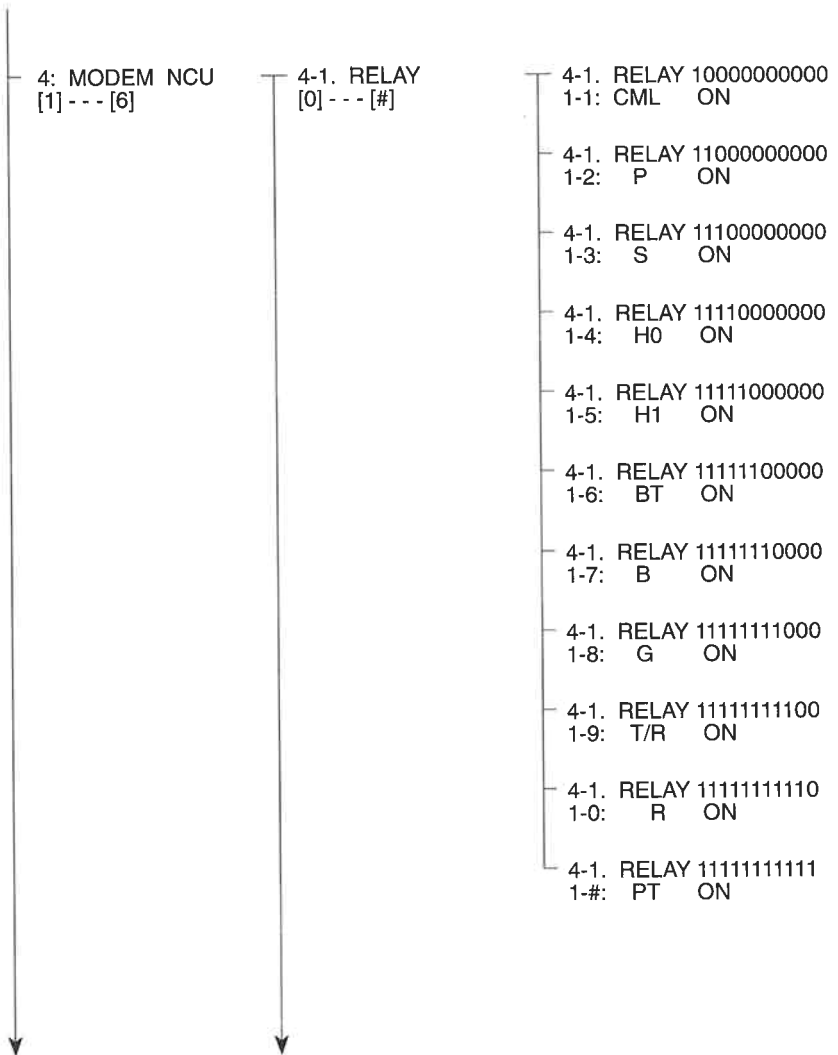 4: MODEM NCU
[1] - - - [6]
4-1. RELAY
[0] - - - [#]
4-1. RELAY 10000000000
1-1: CML ON
4-1. RELAY 11000000000
1-2: P ON
4-1. RELAY 11100000000
1-3: S ON
4-1. RELAY 11110000000
1-4: H0 ON
4-1. RELAY 11111000000
1-5: H1 ON
4-1. RELAY 11111100000
1-6: BT ON
4-1. RELAY 11111110000
1-7: B ON
4-1. RELAY 11111111000
1-8: G ON
4-1. RELAY 11111111100
1-9: T/R ON
4-1. RELAY 11111111110
1-0: R ON
4-1. RELAY 11111111111
1-#: PT ON